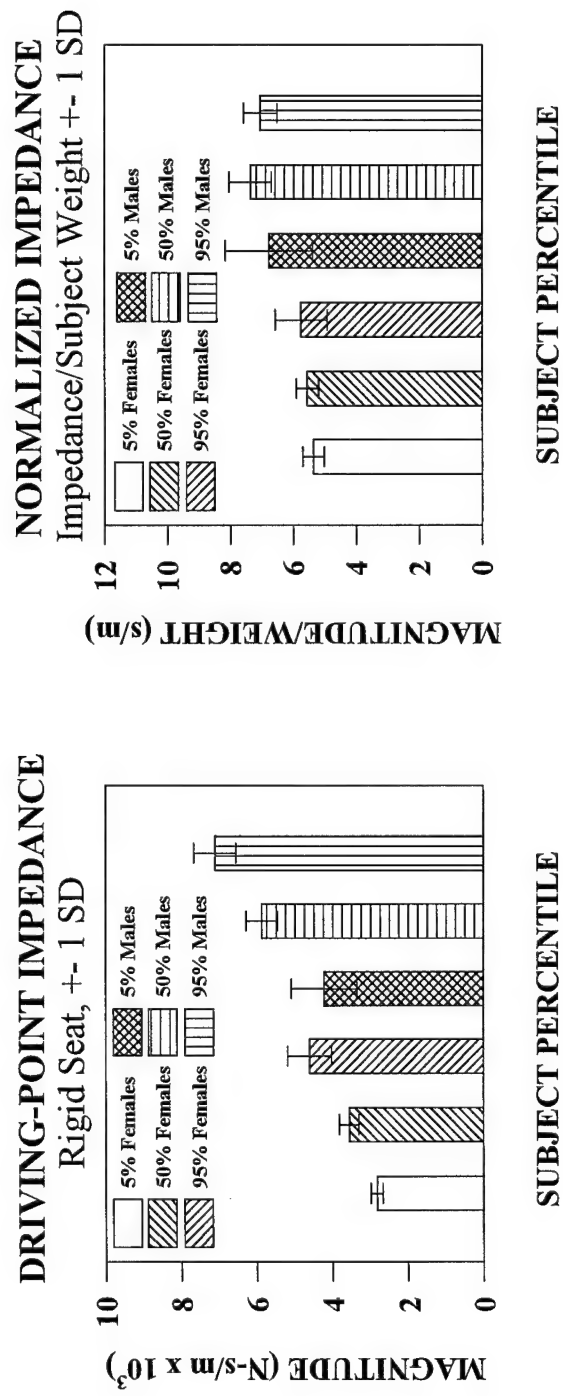 DRIVING-POINT IMPEDANCE
Rigid Seat, +- 1 SD
5% Females 5% Males
50% Females 50% Males
95% Females 95% Males
MAGNITUDE (N-s/m x 10³)
10
8
6
4
2
0
SUBJECT PERCENTILE
NORMALIZED IMPEDANCE
Impedance/Subject Weight +- 1 SD
5% Females 5% Males
50% Females 50% Males
95% Females 95% Males
MAGNITUDE/WEIGHT (s/m)
12
10
8
6
4
2
0
SUBJECT PERCENTILE